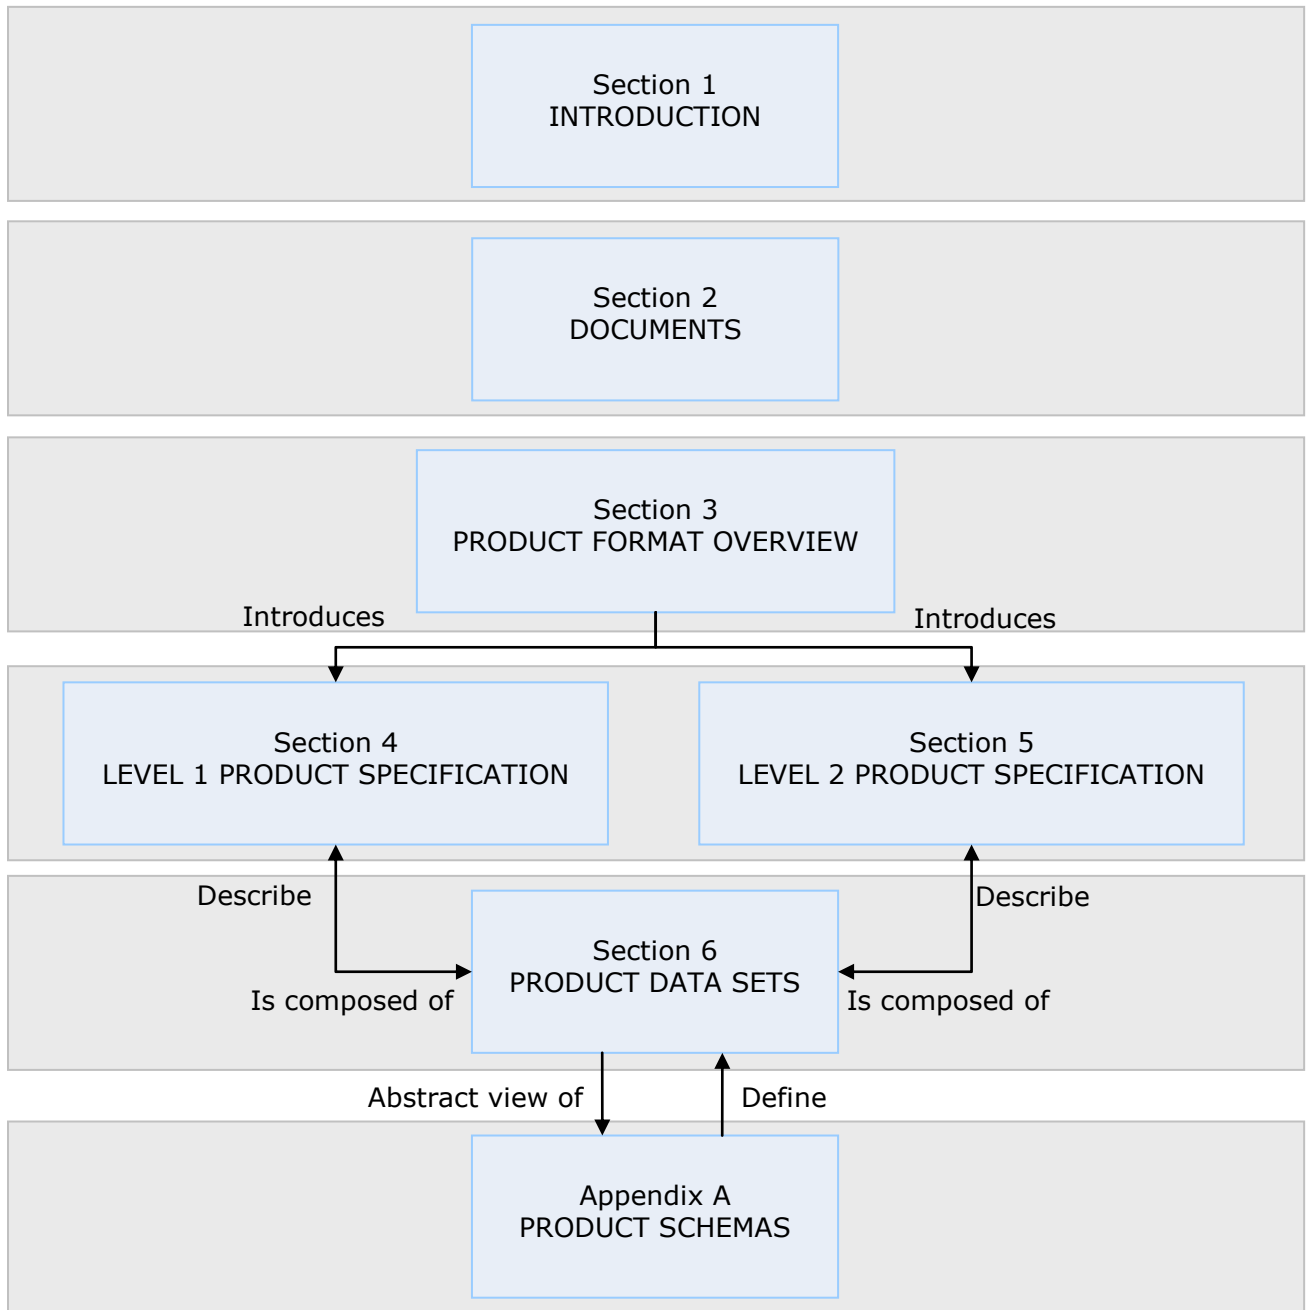 Section 1
INTRODUCTION
Section 2
DOCUMENTS
Section 3
PRODUCT FORMAT OVERVIEW
Introduces
Introduces
Section 4
LEVEL 1 PRODUCT SPECIFICATION
Section 5
LEVEL 2 PRODUCT SPECIFICATION
Describe
Describe
Section 6
PRODUCT DATA SETS
Is composed of
Is composed of
Abstract view of
Define
Appendix A
PRODUCT SCHEMAS